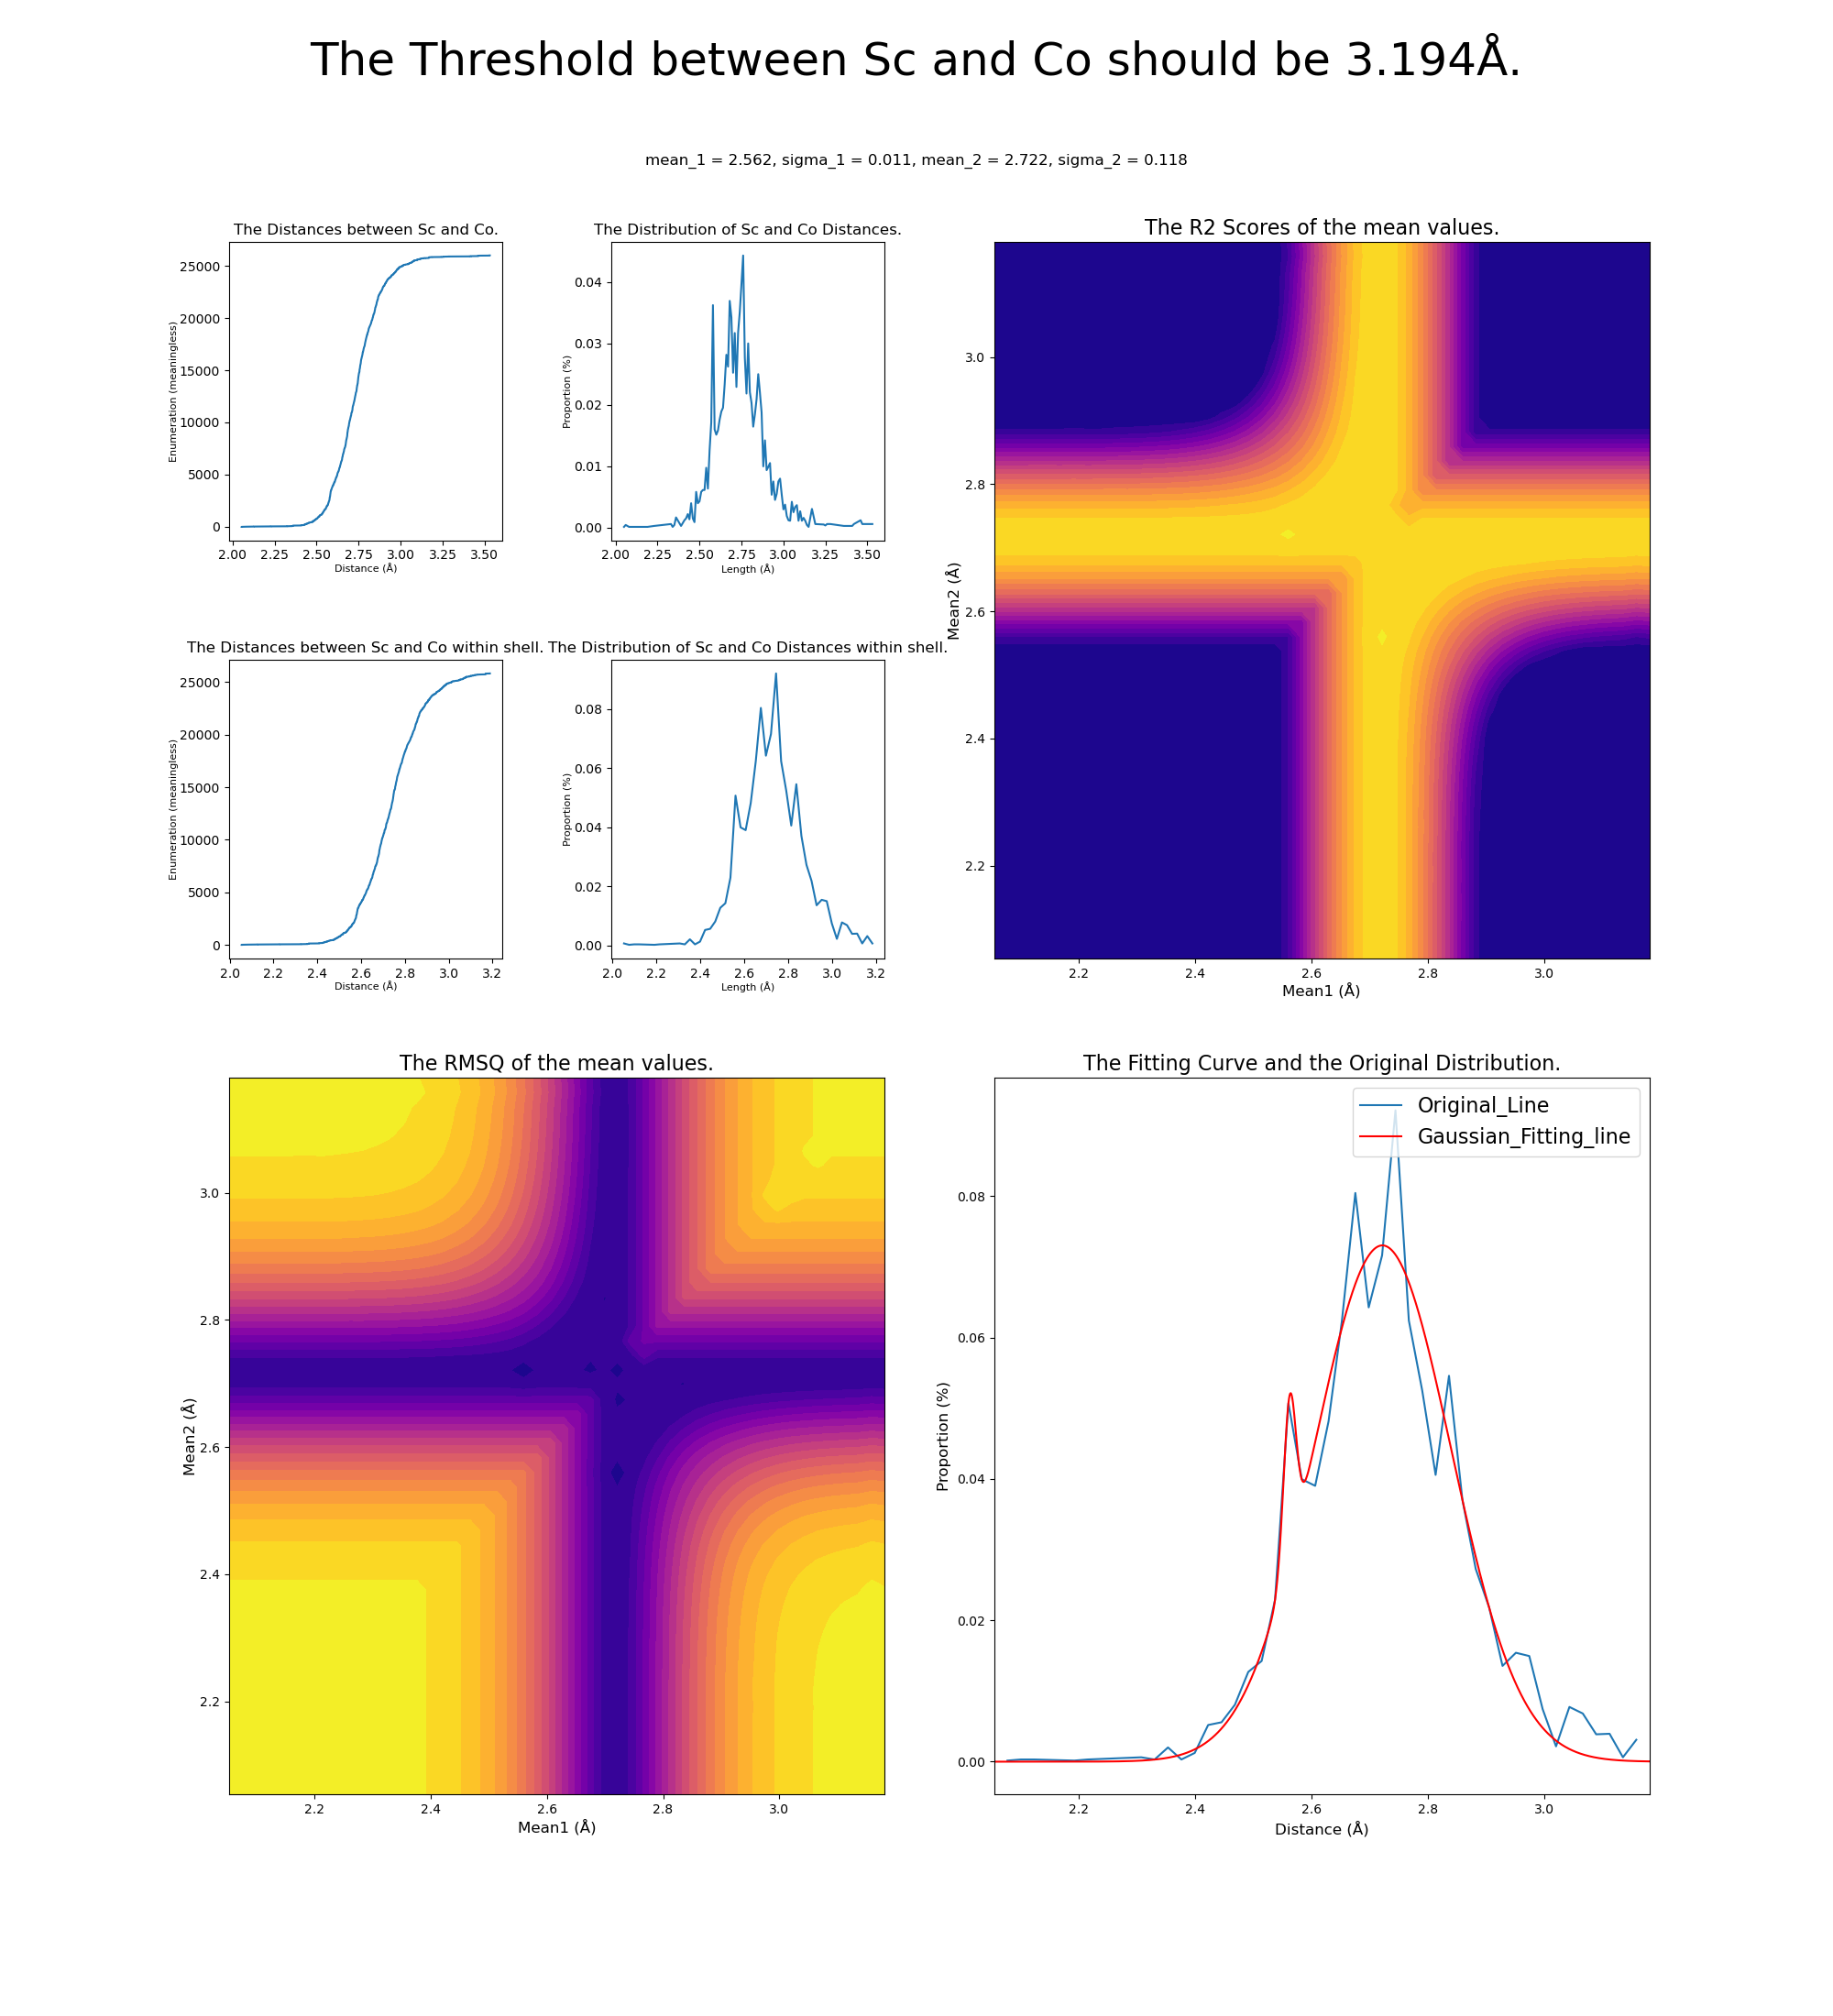 The Threshold between Sc and Co should be 3.194Å.
mean_1 = 2.562, sigma_1 = 0.011, mean_2 = 2.722, sigma_2 = 0.118
The Distances between Sc and Co.
Enumeration (meaningless)
25000
20000
15000
10000
5000
0
2.00 2.25 2.50 2.75 3.00 3.25 3.50
Distance (Å)
The Distribution of Sc and Co Distances.
Proportion (%)
0.04
0.03
0.02
0.01
0.00
2.00 2.25 2.50 2.75 3.00 3.25 3.50
Length (Å)
The R2 Scores of the mean values.
Mean2 (Å)
3.0
2.8
2.6
2.4
2.2
2.2 2.4 2.6 2.8 3.0
Mean1 (Å)
The Distances between Sc and Co within shell.
Enumeration (meaningless)
25000
20000
15000
10000
5000
0
2.0 2.2 2.4 2.6 2.8 3.0 3.2
Distance (Å)
The Distribution of Sc and Co Distances within shell.
Proportion (%)
0.08
0.06
0.04
0.02
0.00
2.0 2.2 2.4 2.6 2.8 3.0 3.2
Length (Å)
The RMSQ of the mean values.
Mean2 (Å)
3.0
2.8
2.6
2.4
2.2
2.2 2.4 2.6 2.8 3.0
Mean1 (Å)
The Fitting Curve and the Original Distribution.
Original_Line
Gaussian_Fitting_line
Proportion (%)
0.08
0.06
0.04
0.02
0.00
2.2 2.4 2.6 2.8 3.0
Distance (Å)